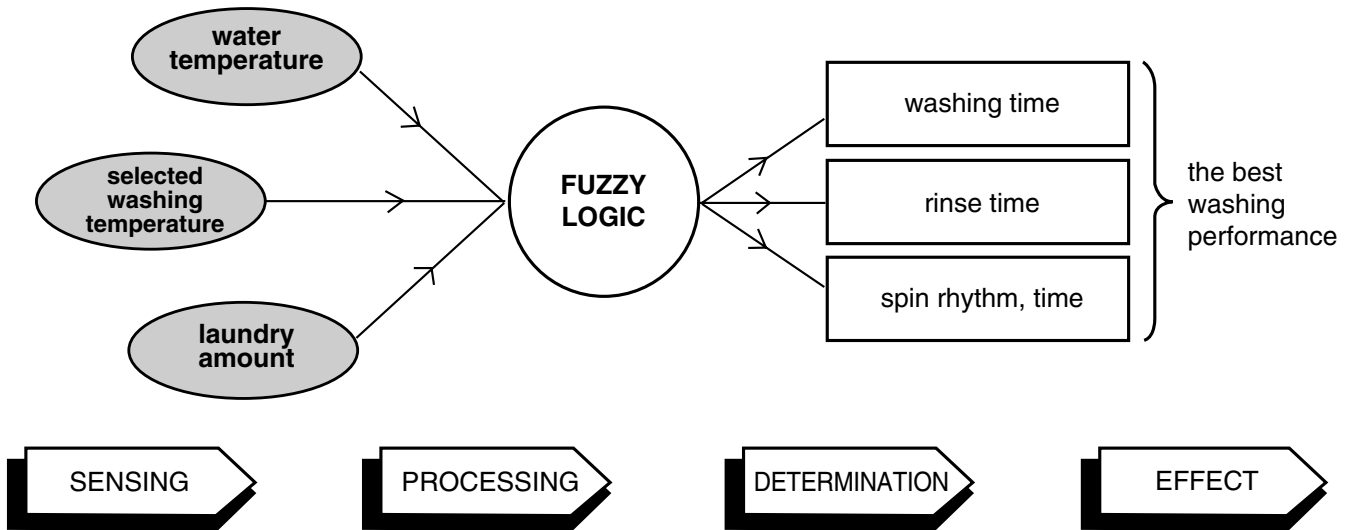 water
temperature
selected
washing
temperature
laundry
amount
FUZZY
LOGIC
washing time
rinse time
spin rhythm, time
the best
washing
performance
SENSING
PROCESSING
DETERMINATION
EFFECT